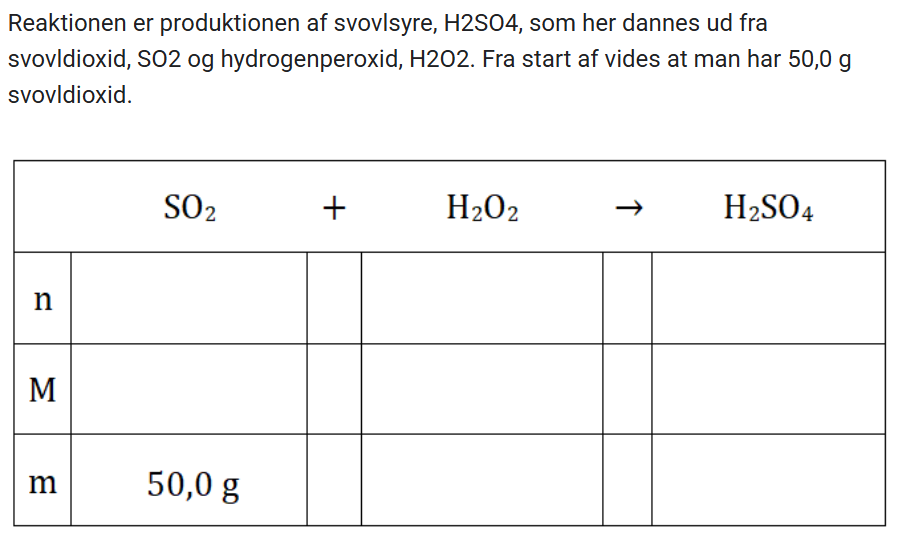 Reaktionen er produktionen af svovlsyre, H2SO4, som her dannes ud fra
svovldioxid, SO2 og hydrogenperoxid, H2O2. Fra start af vides at man har 50,0 g
svovldioxid.
SO₂ + H₂O₂ → H₂SO₄
n
M
m 50,0 g